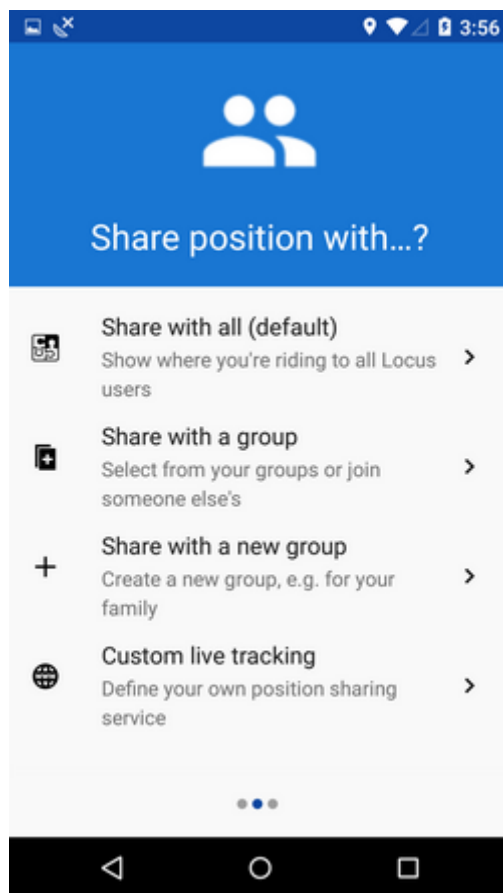 3:56
Share position with...?
Share with all (default)
Show where you're riding to all Locus
users
Share with a group
Select from your groups or join
someone else's
Share with a new group
Create a new group, e.g. for your
family
Custom live tracking
Define your own position sharing
service